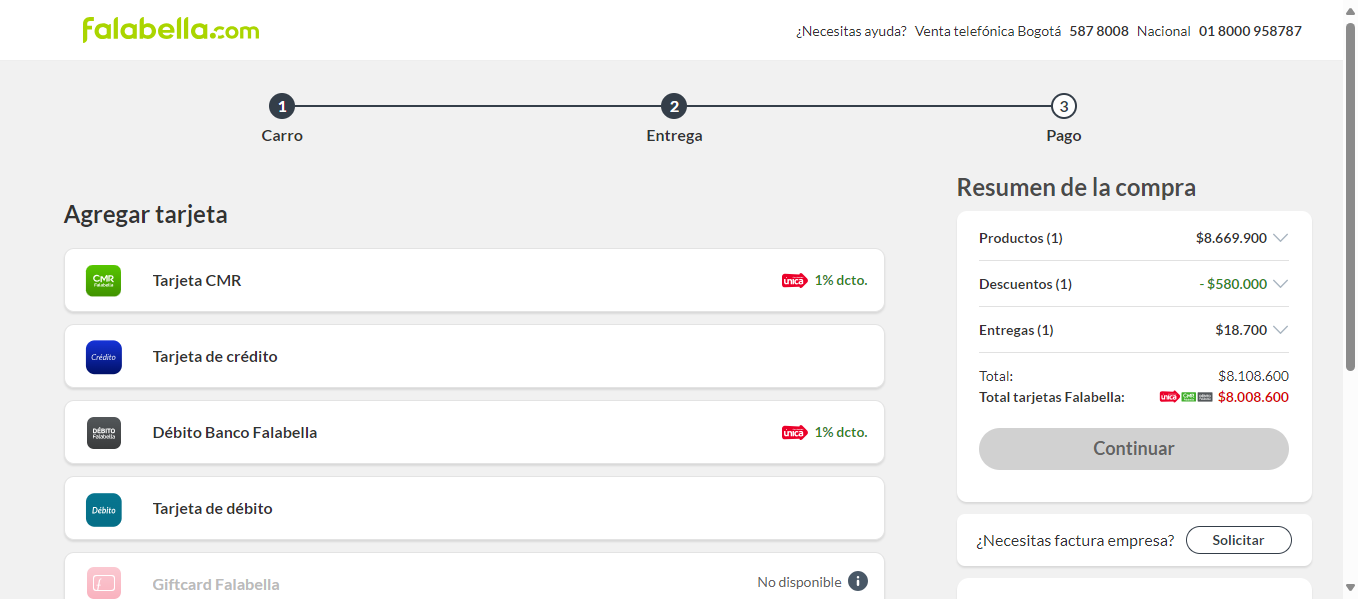 falabella.com
¿Necesitas ayuda? Venta telefónica Bogotá 587 8008 Nacional 01 8000 958787
1 2 3
Carro Entrega Pago
Agregar tarjeta
CMR
Falabella
Tarjeta CMR
unica 1% dcto.
Crédito
Tarjeta de crédito
DÉBITO
Falabella
Débito Banco Falabella
unica 1% dcto.
Débito
Tarjeta de débito
Giftcard Falabella
No disponible i
Resumen de la compra
Productos (1) $8.669.900
Descuentos (1) - $580.000
Entregas (1) $18.700
Total: $8.108.600
Total tarjetas Falabella: unica CMR $8.008.600
Continuar
¿Necesitas factura empresa? Solicitar